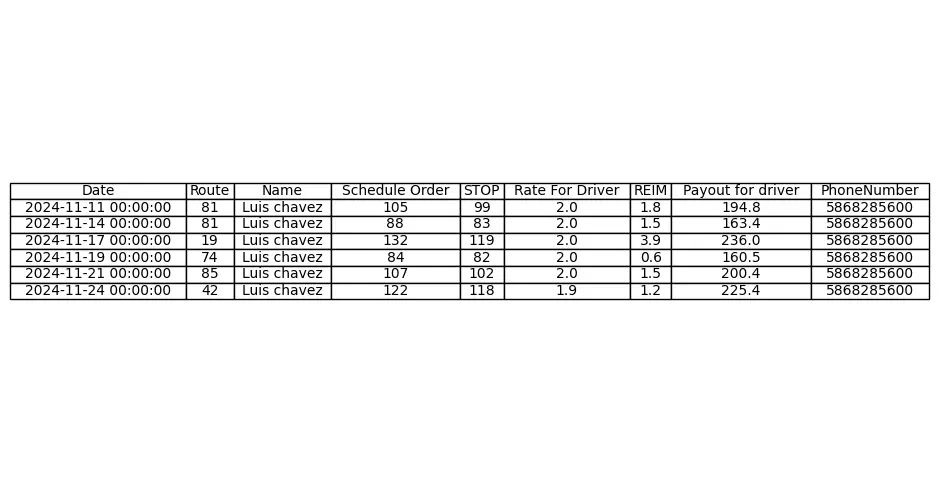 Date Route Name Schedule Order STOP Rate For Driver REIM Payout for driver PhoneNumber
2024-11-11 00:00:00 81 Luis chavez 105 99 2.0 1.8 194.8 5868285600
2024-11-14 00:00:00 81 Luis chavez 88 83 2.0 1.5 163.4 5868285600
2024-11-17 00:00:00 19 Luis chavez 132 119 2.0 3.9 236.0 5868285600
2024-11-19 00:00:00 74 Luis chavez 84 82 2.0 0.6 160.5 5868285600
2024-11-21 00:00:00 85 Luis chavez 107 102 2.0 1.5 200.4 5868285600
2024-11-24 00:00:00 42 Luis chavez 122 118 1.9 1.2 225.4 5868285600